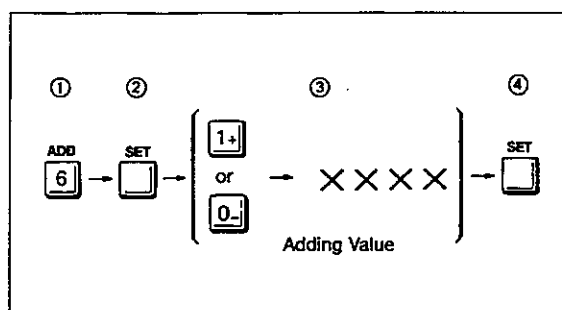 ① ② ③ ④
ADD SET SET
6 1+ or 0- ××××
Adding Value